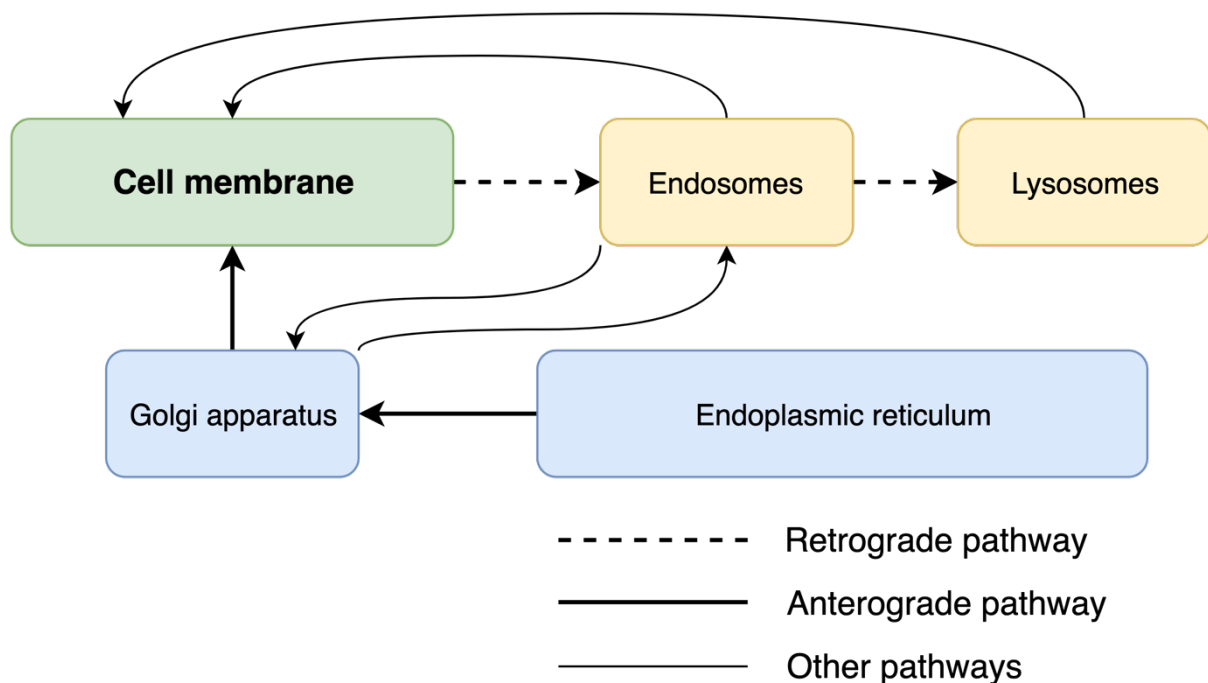 Cell membrane
Endosomes
Lysosomes
Golgi apparatus
Endoplasmic reticulum
Retrograde pathway
Anterograde pathway
Other pathways